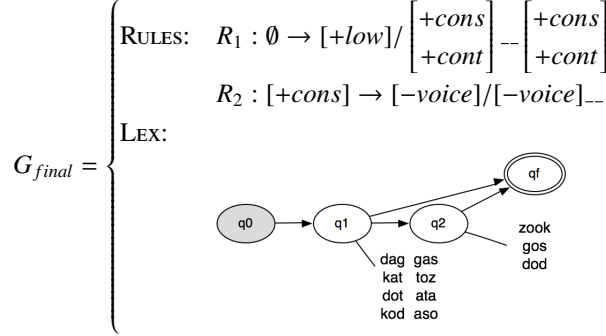 RULES: R₁ : ∅ → [+low]/ [+cons +cont] __ [+cons +cont]
R₂ : [+cons] → [−voice]/[−voice]__
LEX:
G_final =
qf
q0 q1 q2
zook
gos
dod
dag gas
kat toz
dot ata
kod aso